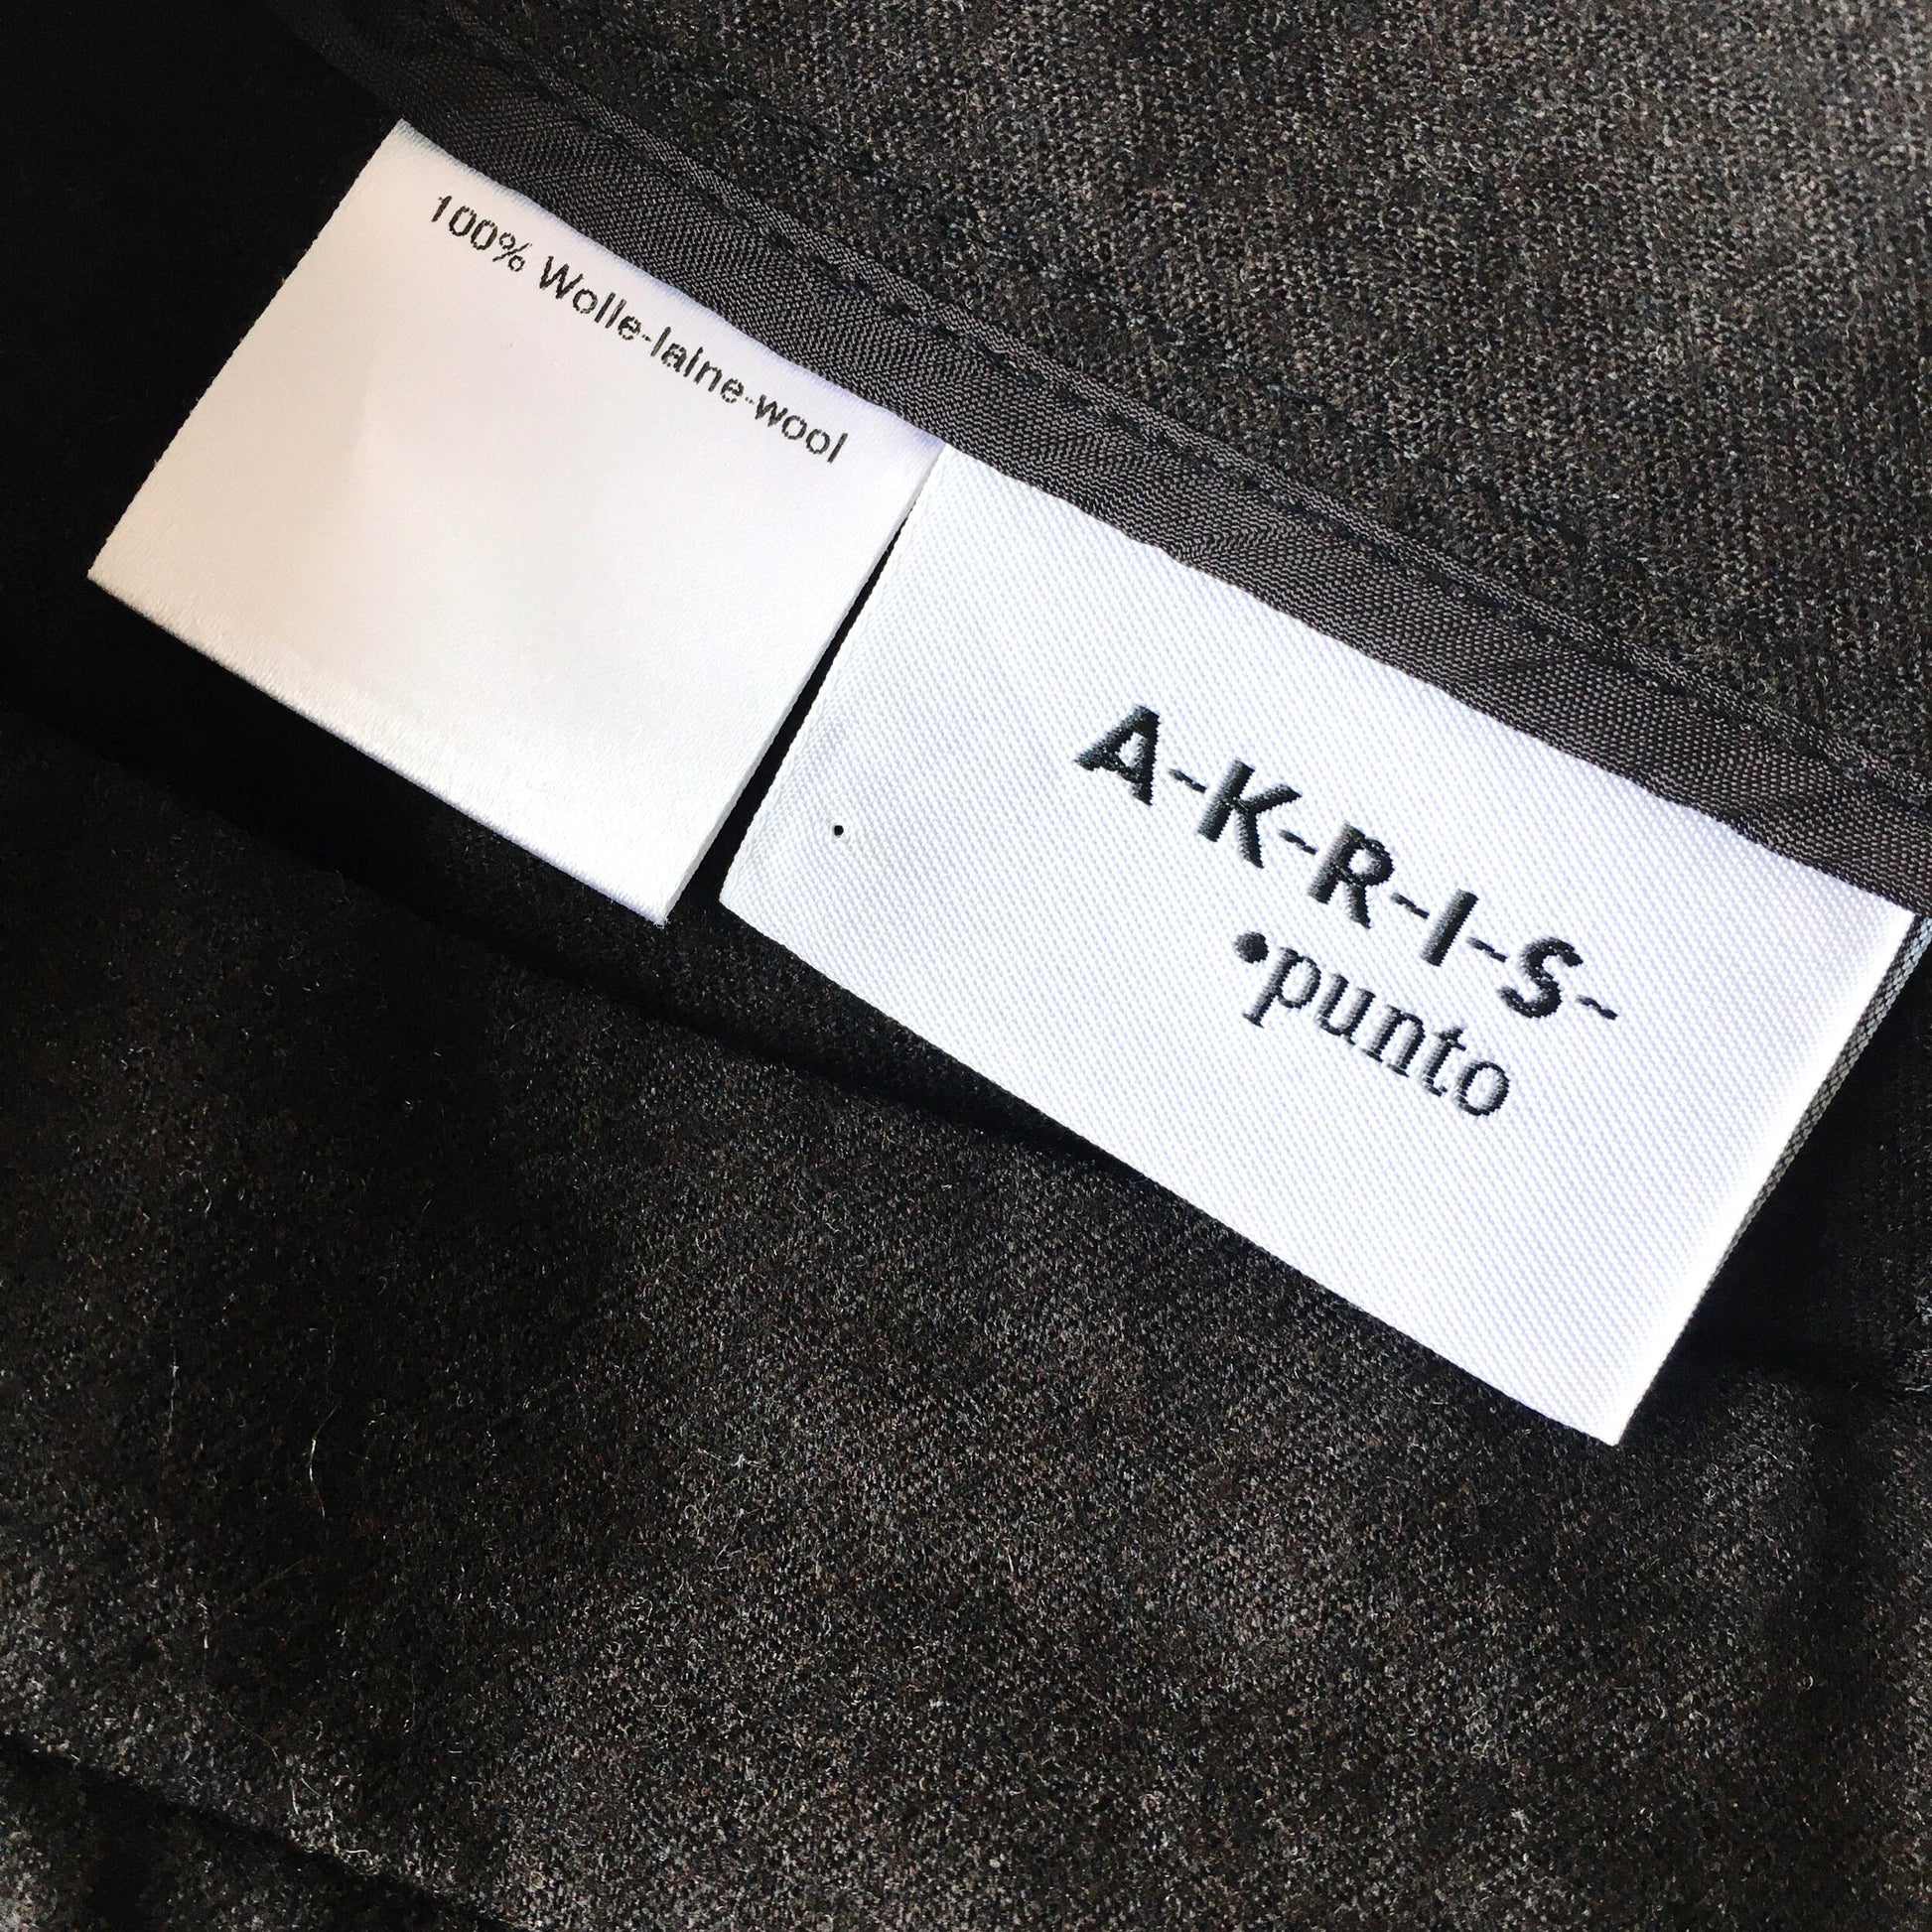 100% Wolle-laine-wool
A-K-R-I-S-
•punto